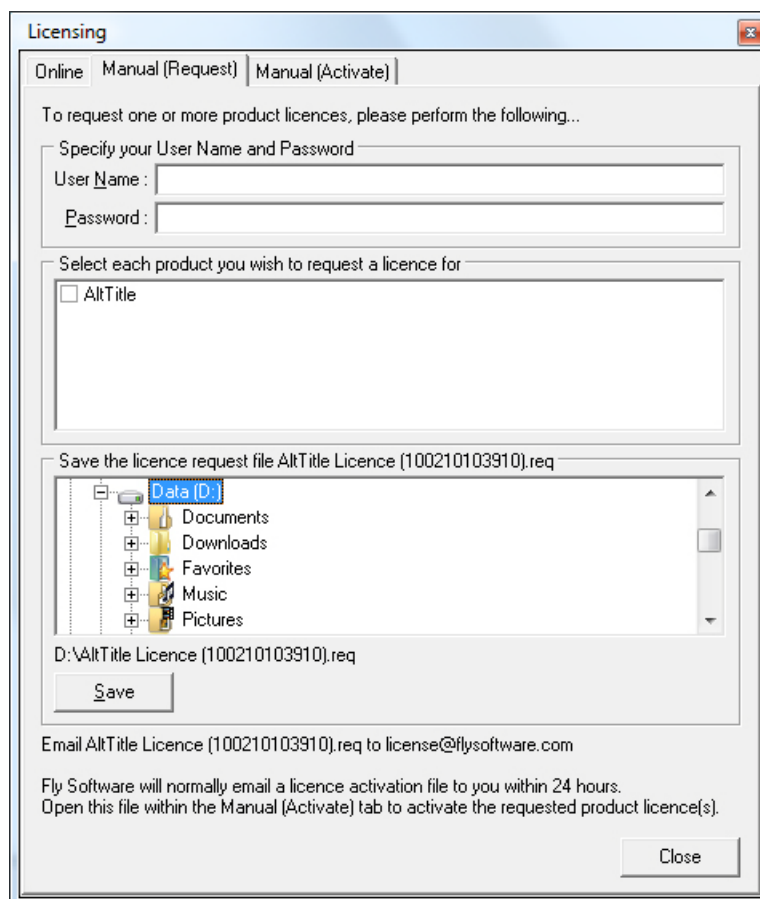 Licensing
Online Manual (Request) Manual (Activate)
To request one or more product licences, please perform the following...
Specify your User Name and Password
User Name :
Password :
Select each product you wish to request a licence for
AltTitle
Save the licence request file AltTitle Licence (100210103910).req
Data (D:)
Documents
Downloads
Favorites
Music
Pictures
D:\AltTitle Licence (100210103910).req
Save
Email AltTitle Licence (100210103910).req to license@flysoftware.com
Fly Software will normally email a licence activation file to you within 24 hours.
Open this file within the Manual (Activate) tab to activate the requested product licence(s).
Close